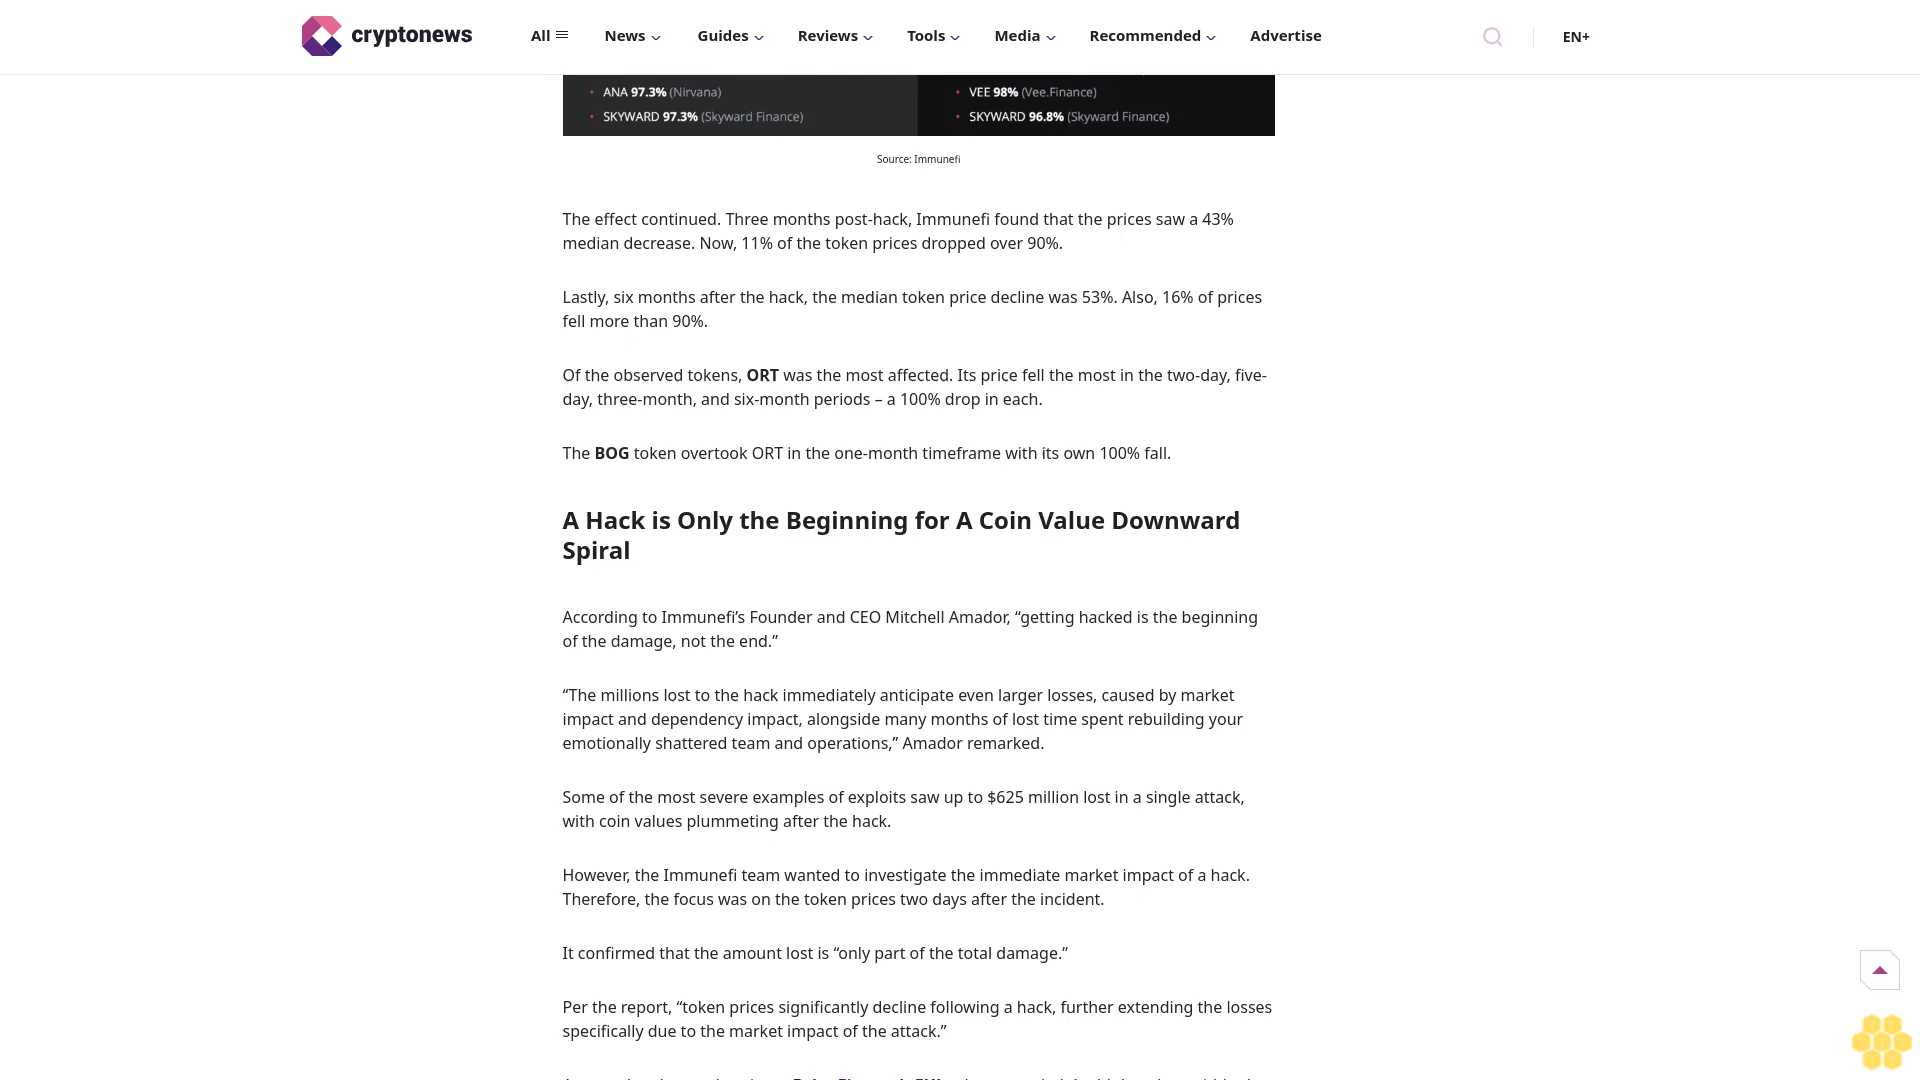 cryptonews
All
News
Guides
Reviews
Tools
Media
Recommended
Advertise
EN+
ANA 97.3% (Nirvana)
SKYWARD 97.3% (Skyward Finance)
VEE 98% (Vee.Finance)
SKYWARD 96.8% (Skyward Finance)
Source: Immunefi
The effect continued. Three months post-hack, Immunefi found that the prices saw a 43%
median decrease. Now, 11% of the token prices dropped over 90%.
Lastly, six months after the hack, the median token price decline was 53%. Also, 16% of prices
fell more than 90%.
Of the observed tokens, ORT was the most affected. Its price fell the most in the two-day, five-
day, three-month, and six-month periods – a 100% drop in each.
The BOG token overtook ORT in the one-month timeframe with its own 100% fall.
A Hack is Only the Beginning for A Coin Value Downward
Spiral
According to Immunefi’s Founder and CEO Mitchell Amador, “getting hacked is the beginning
of the damage, not the end.”
“The millions lost to the hack immediately anticipate even larger losses, caused by market
impact and dependency impact, alongside many months of lost time spent rebuilding your
emotionally shattered team and operations,” Amador remarked.
Some of the most severe examples of exploits saw up to $625 million lost in a single attack,
with coin values plummeting after the hack.
However, the Immunefi team wanted to investigate the immediate market impact of a hack.
Therefore, the focus was on the token prices two days after the incident.
It confirmed that the amount lost is “only part of the total damage.”
Per the report, “token prices significantly decline following a hack, further extending the losses
specifically due to the market impact of the attack.”